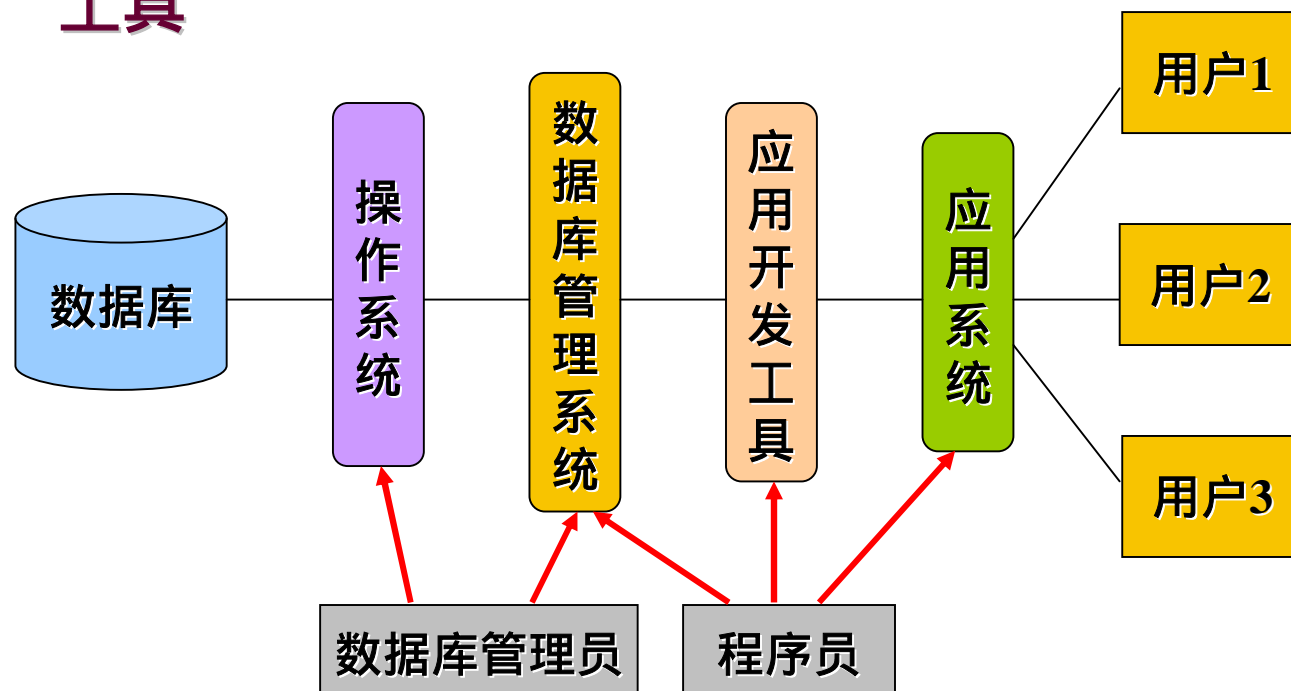 工具
用户1
数据库管理系统
操作系统
应用开发工具
应用系统
数据库
用户2
用户3
数据库管理员
程序员